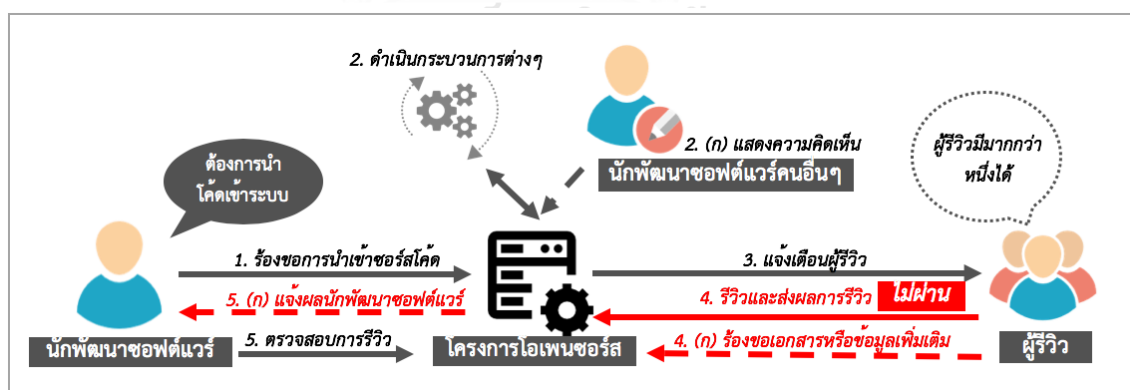 2. ดำเนินกระบวนการต่างๆ
2. (ก) แสดงความคิดเห็น
นักพัฒนาซอฟต์แวร์คนอื่นๆ
ผู้รีวิวมีมากกว่า
หนึ่งได้
ต้องการนำ
โค้ดเข้าระบบ
1. ร้องขอการนำเข้าซอร์สโค้ด
3. แจ้งเตือนผู้รีวิว
5. (ก) แจ้งผลนักพัฒนาซอฟต์แวร์
4. รีวิวและส่งผลการรีวิว ไม่ผ่าน
นักพัฒนาซอฟต์แวร์
5. ตรวจสอบการรีวิว
โครงการโอเพนซอร์ส
4. (ก) ร้องขอเอกสารหรือข้อมูลเพิ่มเติม
ผู้รีวิว